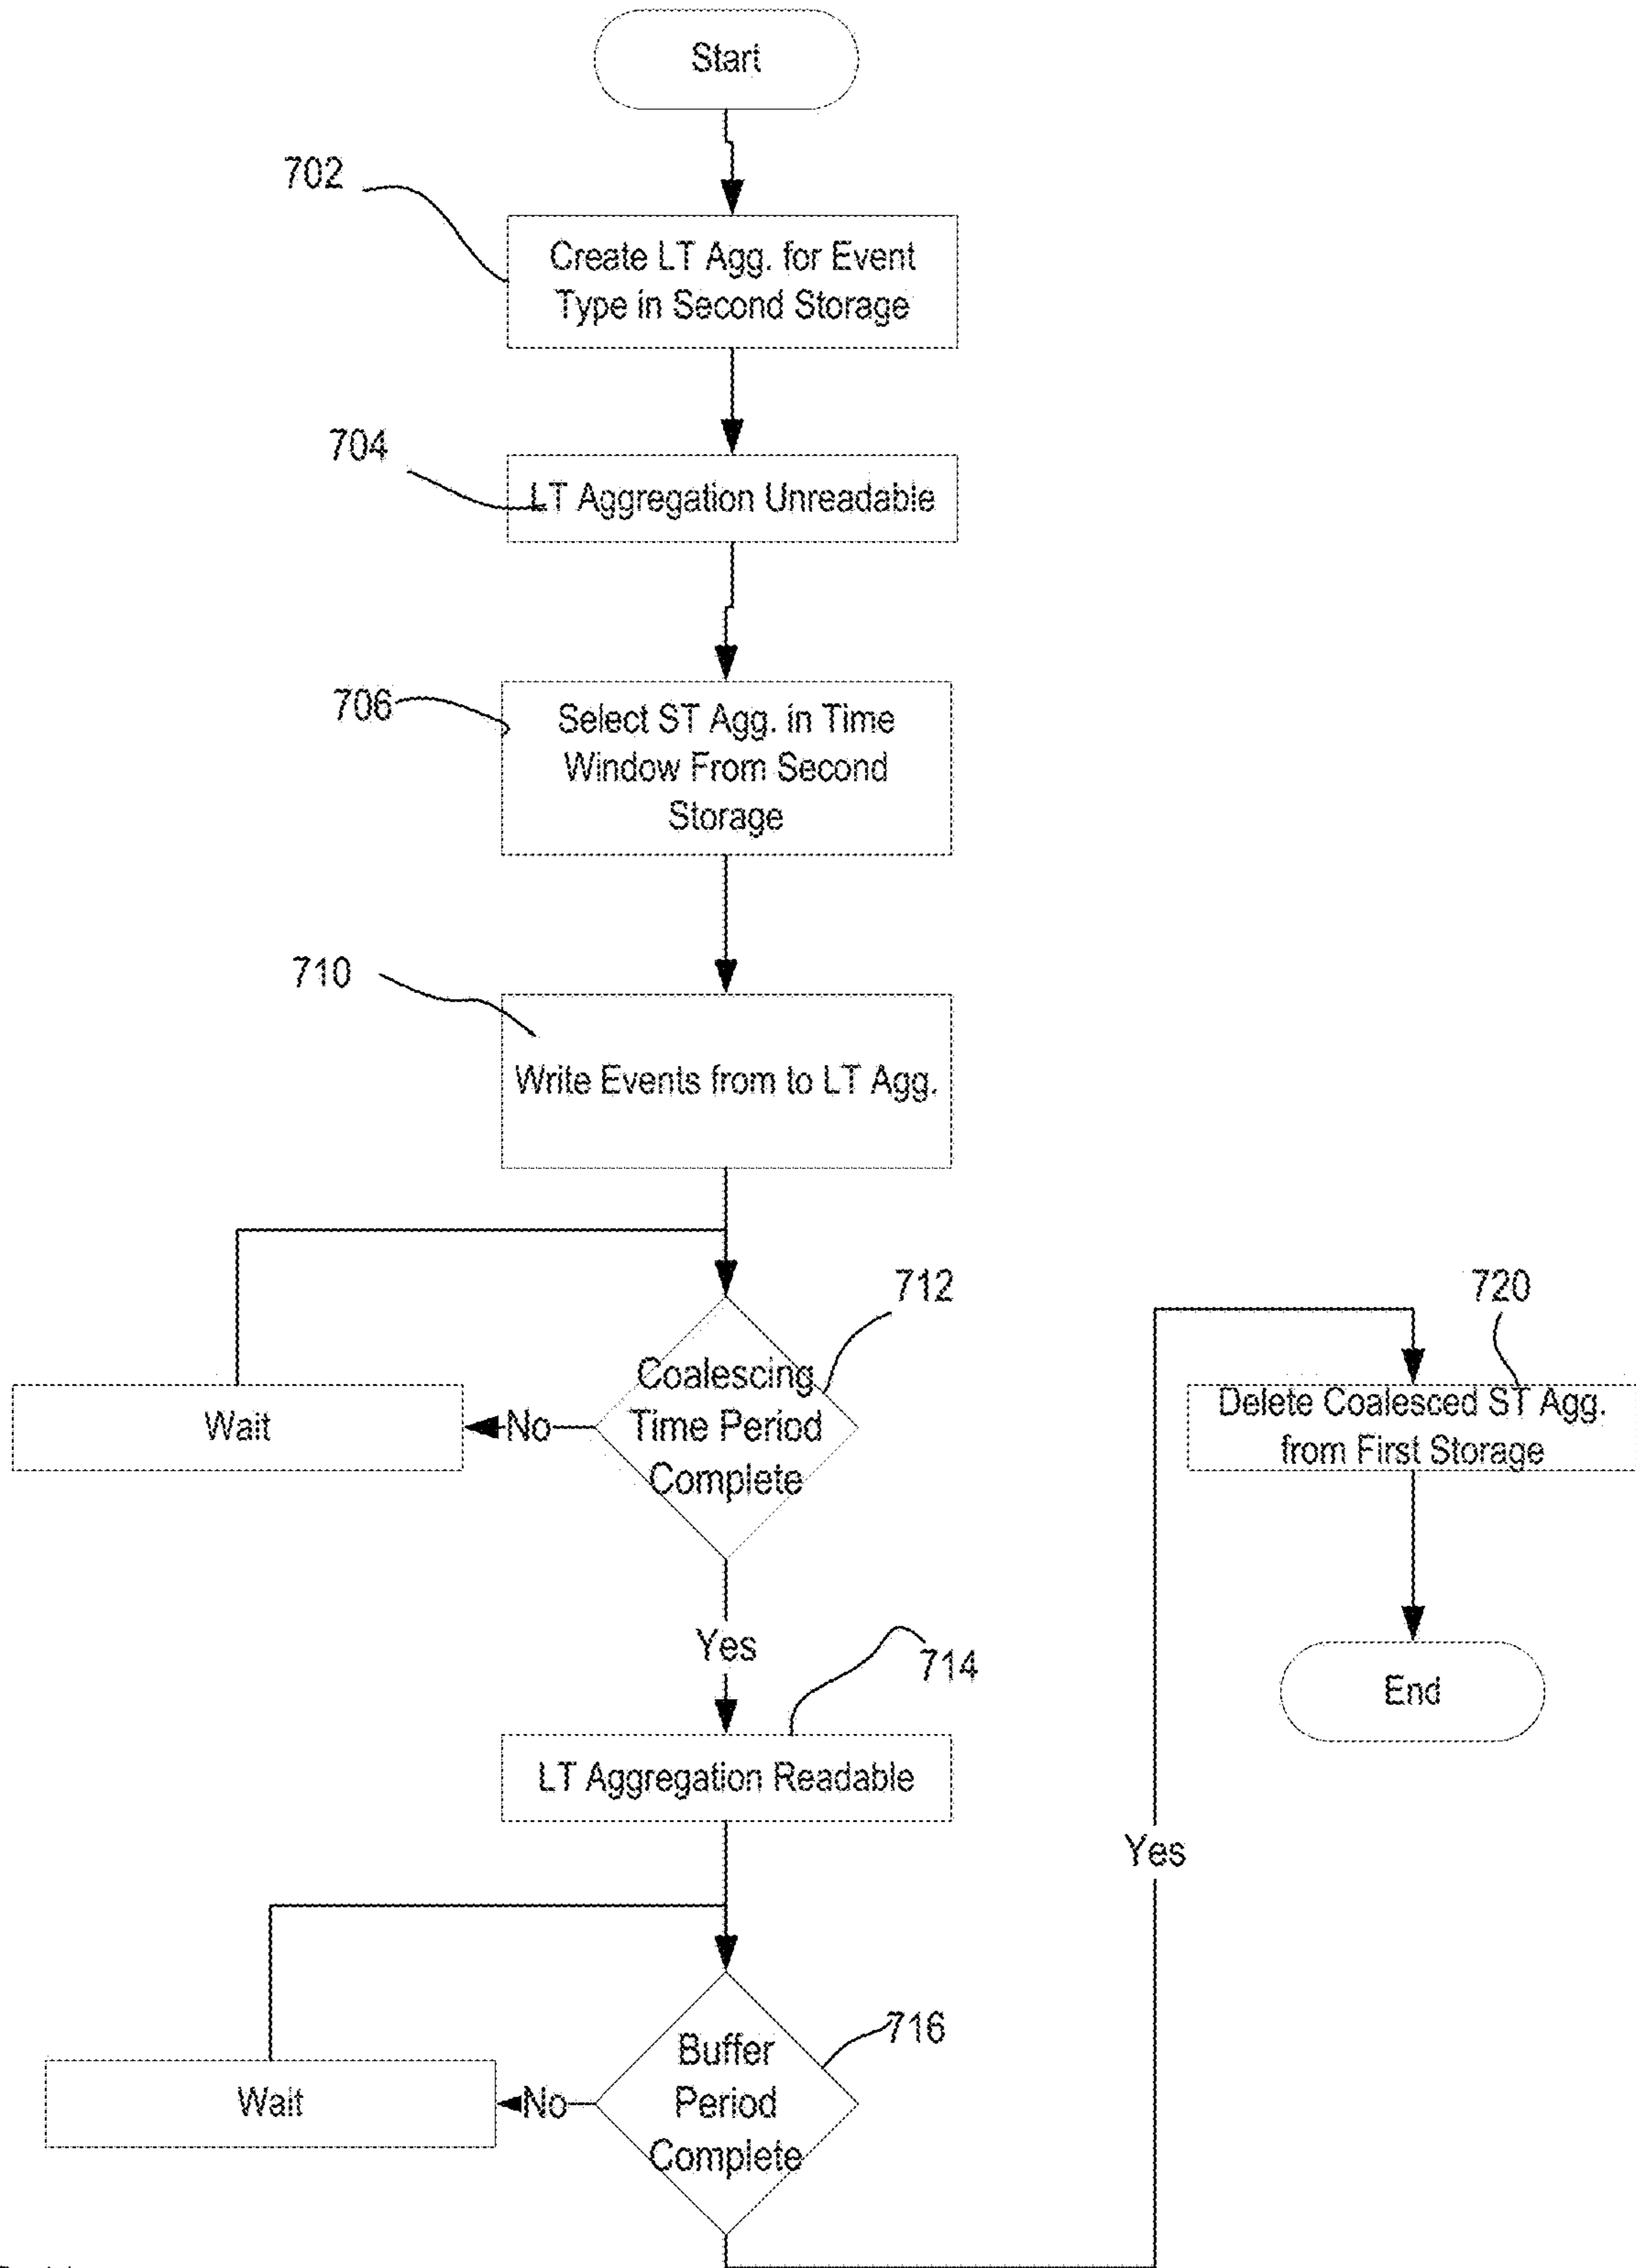 Start
702
Create LT Agg. for Event
Type in Second Storage
704
LT Aggregation Unreadable
706
Select ST Agg. in Time
Window From Second
Storage
710
Write Events from to LT Agg.
712
Coalescing
Time Period
Complete
No
Wait
Yes
714
LT Aggregation Readable
716
Buffer
Period
Complete
No
Wait
Yes
720
Delete Coalesced ST Agg.
from First Storage
End